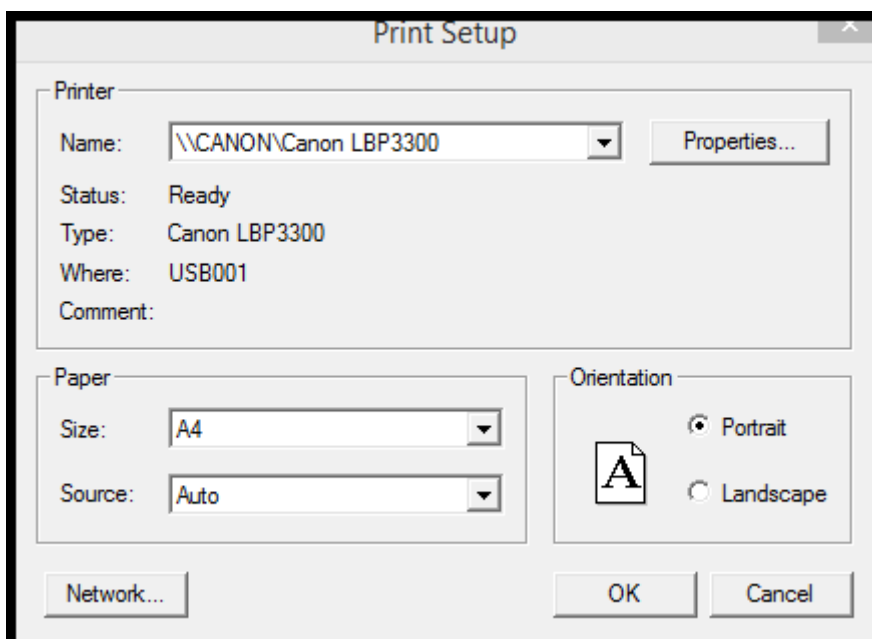 Print Setup
Printer
Name: \\CANON\Canon LBP3300 Properties...
Status: Ready
Type: Canon LBP3300
Where: USB001
Comment:
Paper
Size: A4
Source: Auto
Orientation
A
Portrait
Landscape
Network... OK Cancel